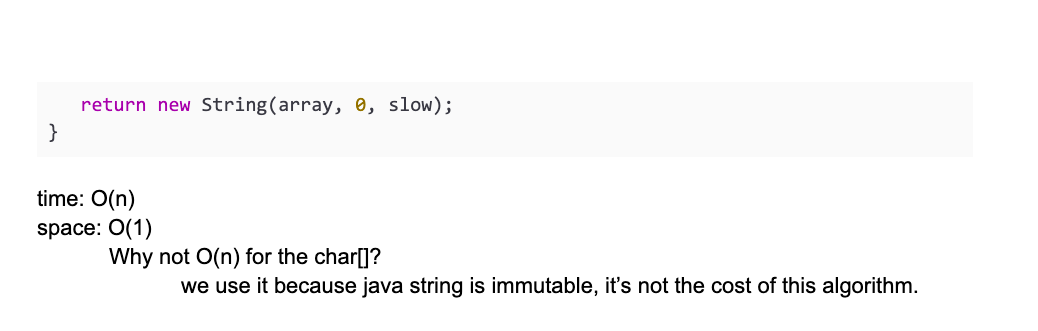 return new String(array, 0, slow);
}
time: O(n)
space: O(1)
Why not O(n) for the char[]?
we use it because java string is immutable, it’s not the cost of this algorithm.